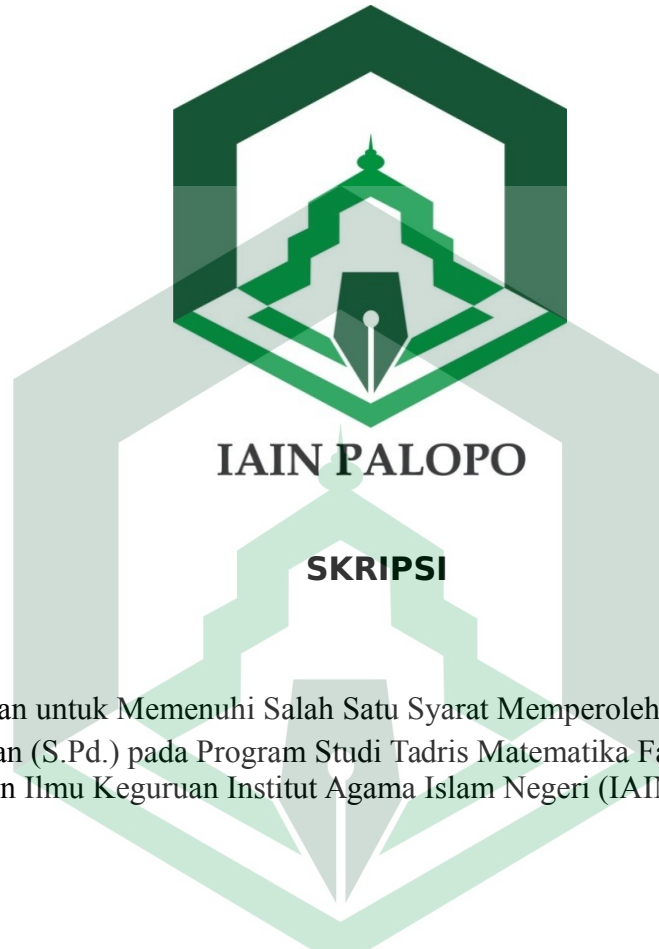 IAIN PALOPO
SKRIPSI
an untuk Memenuhi Salah Satu Syarat Memperoleh
an (S.Pd.) pada Program Studi Tadris Matematika Fa
n Ilmu Keguruan Institut Agama Islam Negeri (IAIN